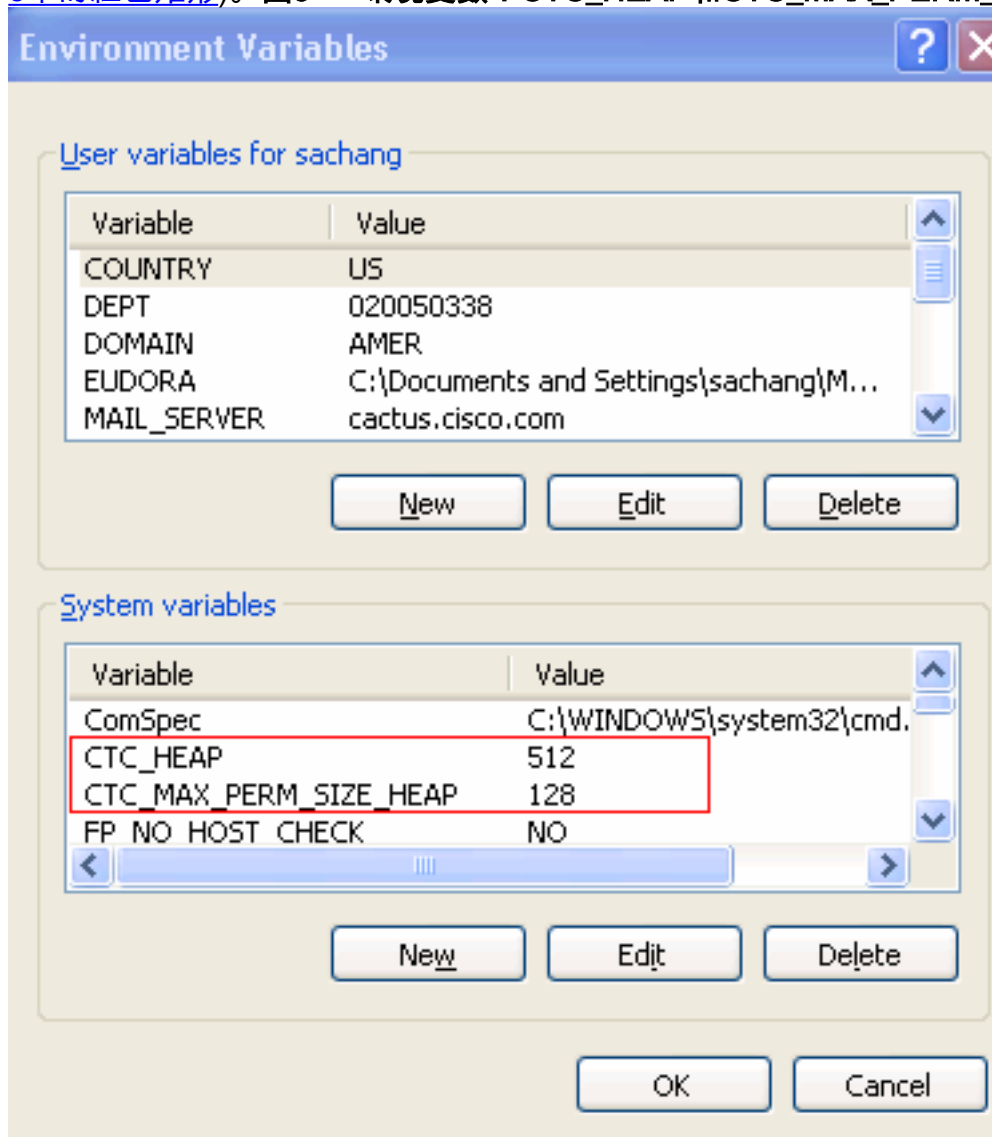 Environment Variables
User variables for sachang
Variable Value
COUNTRY US
DEPT 020050338
DOMAIN AMER
EUDORA C:\Documents and Settings\sachang\M...
MAIL_SERVER cactus.cisco.com
New Edit Delete
System variables
Variable Value
ComSpec C:\WINDOWS\system32\cmd.
CTC_HEAP 512
CTC_MAX_PERM_SIZE_HEAP 128
FP_NO_HOST_CHECK NO
New Edit Delete
OK Cancel